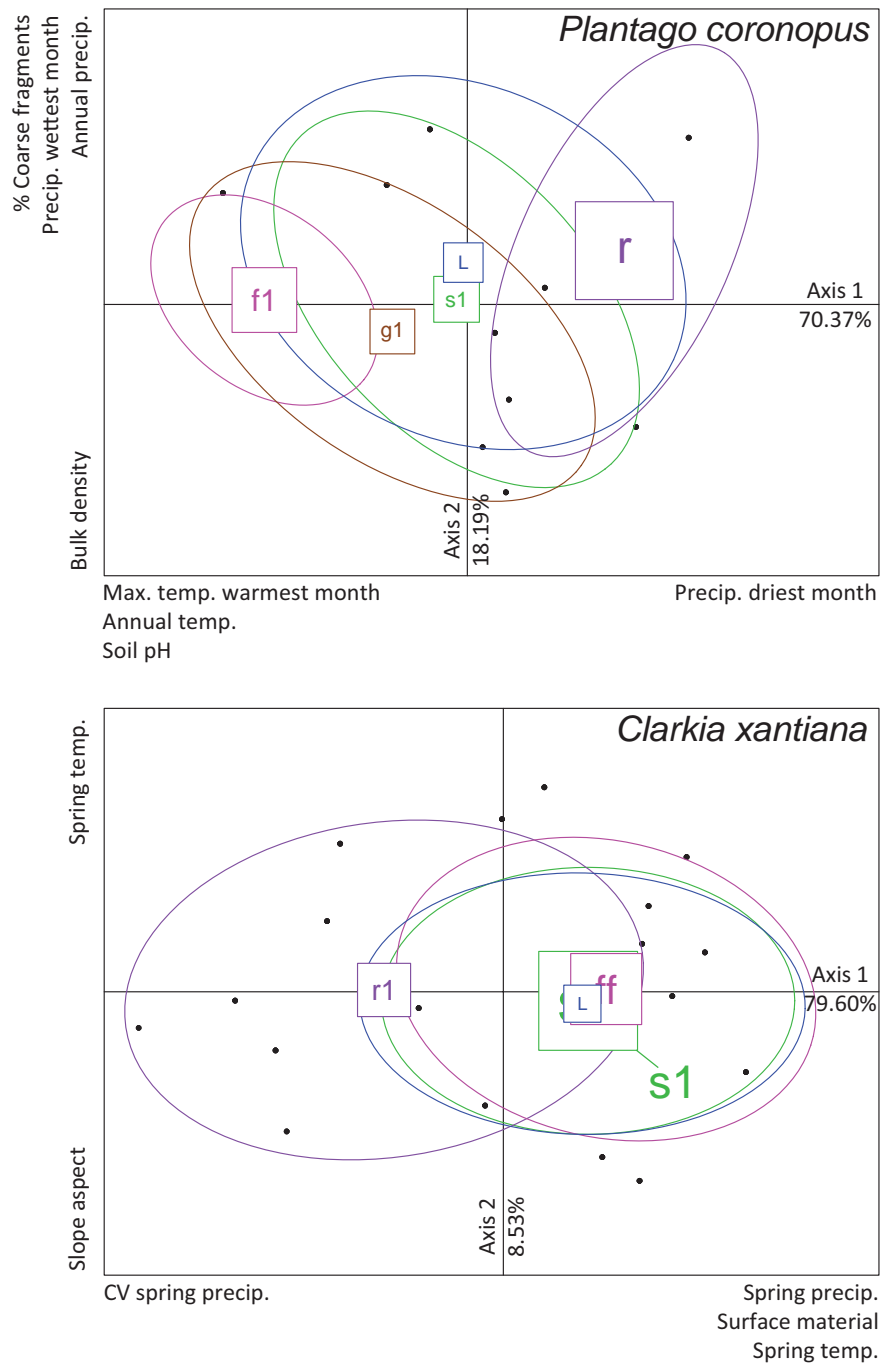 Plantago coronopus
% Coarse fragments
Precip. wettest month
Annual precip.
L
r
f1
s1
g1
Axis 1
70.37%
Bulk density
Axis 2
18.19%
Max. temp. warmest month
Annual temp.
Soil pH
Precip. driest month
Clarkia xantiana
Spring temp.
r1
s
ff
L
s1
Axis 1
79.60%
Slope aspect
Axis 2
8.53%
CV spring precip.
Spring precip.
Surface material
Spring temp.